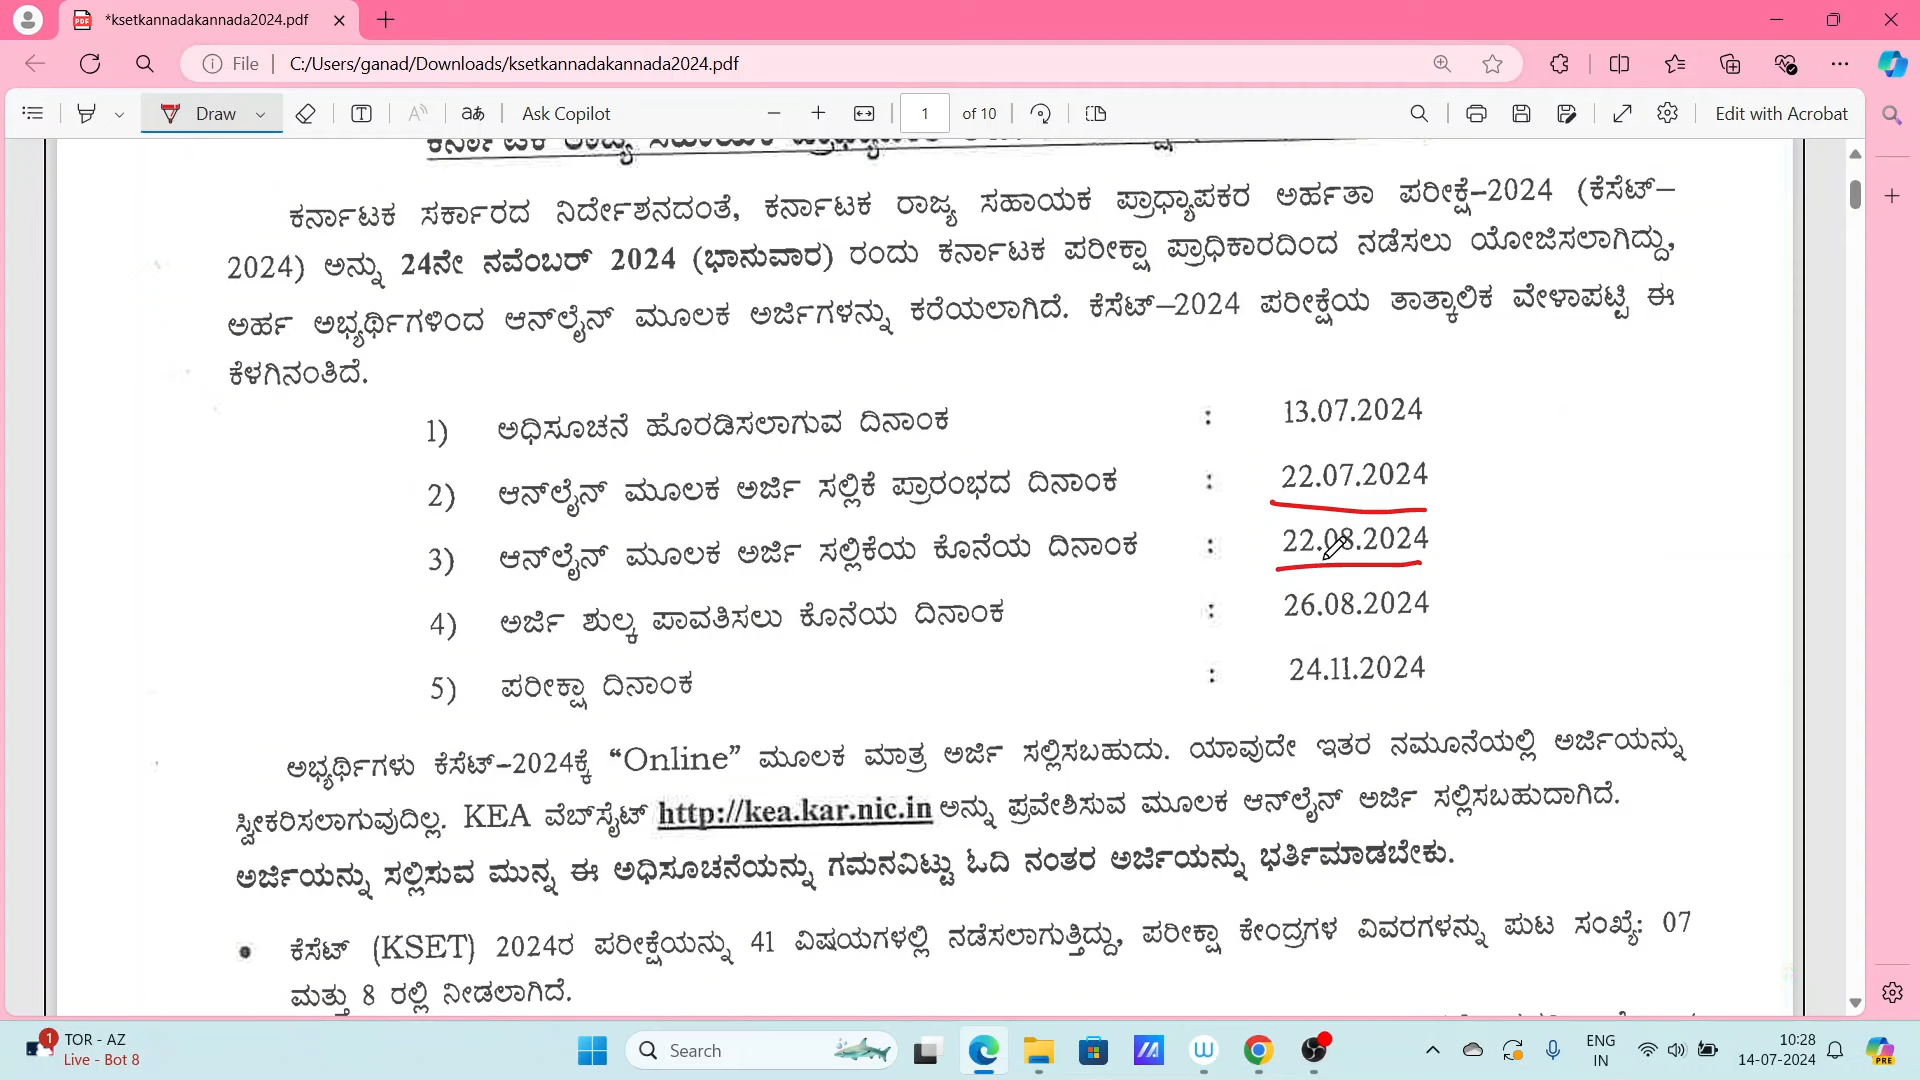 *ksetkannadakannada2024.pdf
File
C:/Users/ganad/Downloads/ksetkannadakannada2024.pdf
Draw
Ask Copilot
1 of 10
Edit with Acrobat
ಕರ್ನಾಟಕ ರಾಜ್ಯ ಸಹಾಯಕ
ಕರ್ನಾಟಕ ಸರ್ಕಾರದ ನಿರ್ದೇಶನದಂತೆ, ಕರ್ನಾಟಕ ರಾಜ್ಯ ಸಹಾಯಕ ಪ್ರಾಧ್ಯಾಪಕರ ಅರ್ಹತಾ ಪರೀಕ್ಷೆ-2024 (ಕೆಸೆಟ್–
2024) ಅನ್ನು 24ನೇ ನವೆಂಬರ್ 2024 (ಭಾನುವಾರ) ರಂದು ಕರ್ನಾಟಕ ಪರೀಕ್ಷಾ ಪ್ರಾಧಿಕಾರದಿಂದ ನಡೆಸಲು ಯೋಜಿಸಲಾಗಿದ್ದು,
ಅರ್ಹ ಅಭ್ಯರ್ಥಿಗಳಿಂದ ಆನ್‌ಲೈನ್ ಮೂಲಕ ಅರ್ಜಿಗಳನ್ನು ಕರೆಯಲಾಗಿದೆ. ಕೆಸೆಟ್–2024 ಪರೀಕ್ಷೆಯ ತಾತ್ಕಾಲಿಕ ವೇಳಾಪಟ್ಟಿ ಈ
ಕೆಳಗಿನಂತಿದೆ.
1) ಅಧಿಸೂಚನೆ ಹೊರಡಿಸಲಾಗುವ ದಿನಾಂಕ : 13.07.2024
2) ಆನ್‌ಲೈನ್ ಮೂಲಕ ಅರ್ಜಿ ಸಲ್ಲಿಕೆ ಪ್ರಾರಂಭದ ದಿನಾಂಕ : 22.07.2024
3) ಆನ್‌ಲೈನ್ ಮೂಲಕ ಅರ್ಜಿ ಸಲ್ಲಿಕೆಯ ಕೊನೆಯ ದಿನಾಂಕ : 22.08.2024
4) ಅರ್ಜಿ ಶುಲ್ಕ ಪಾವತಿಸಲು ಕೊನೆಯ ದಿನಾಂಕ : 26.08.2024
5) ಪರೀಕ್ಷಾ ದಿನಾಂಕ : 24.11.2024
ಅಭ್ಯರ್ಥಿಗಳು ಕೆಸೆಟ್-2024ಕ್ಕೆ “Online” ಮೂಲಕ ಮಾತ್ರ ಅರ್ಜಿ ಸಲ್ಲಿಸಬಹುದು. ಯಾವುದೇ ಇತರ ನಮೂನೆಯಲ್ಲಿ ಅರ್ಜಿಯನ್ನು
ಸ್ವೀಕರಿಸಲಾಗುವುದಿಲ್ಲ. KEA ವೆಬ್‌ಸೈಟ್ http://kea.kar.nic.in ಅನ್ನು ಪ್ರವೇಶಿಸುವ ಮೂಲಕ ಆನ್‌ಲೈನ್ ಅರ್ಜಿ ಸಲ್ಲಿಸಬಹುದಾಗಿದೆ.
ಅರ್ಜಿಯನ್ನು ಸಲ್ಲಿಸುವ ಮುನ್ನ ಈ ಅಧಿಸೂಚನೆಯನ್ನು ಗಮನವಿಟ್ಟು ಓದಿ ನಂತರ ಅರ್ಜಿಯನ್ನು ಭರ್ತಿಮಾಡಬೇಕು.
• ಕೆಸೆಟ್ (KSET) 2024ರ ಪರೀಕ್ಷೆಯನ್ನು 41 ವಿಷಯಗಳಲ್ಲಿ ನಡೆಸಲಾಗುತ್ತಿದ್ದು, ಪರೀಕ್ಷಾ ಕೇಂದ್ರಗಳ ವಿವರಗಳನ್ನು ಪುಟ ಸಂಖ್ಯೆ: 07
ಮತ್ತು 8 ರಲ್ಲಿ ನೀಡಲಾಗಿದೆ.
1
TOR - AZ
Live - Bot 8
Search
ENG
IN
10:28
14-07-2024
PRE